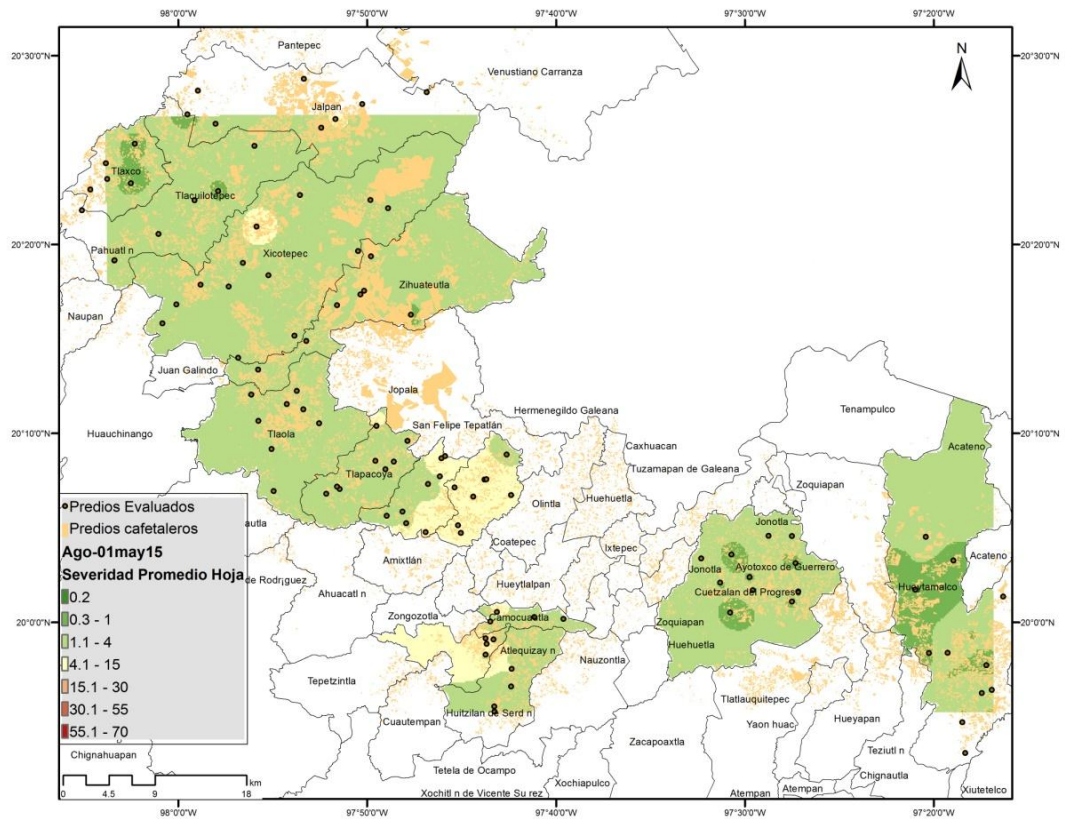 98°0'0"W 97°50'0"W 97°40'0"W 97°30'0"W 97°20'0"W
20°30'0"N
20°30'0"N
Pantepec
Venustiano Carranza
N
Jalpan
Tlaxco
Tlacuilotepec
20°20'0"N
20°20'0"N
Pahuatl n
Xicotepec
Zihuateutla
Naupan
Juan Galindo
Jopala
Hermenegildo Galeana
Tenampulco
San Felipe Tepatlán
20°10'0"N
20°10'0"N
Huauchinango
Tlaola
Caxhuacan
Acateno
Tuzamapan de Galeana
Tlapacoya
Zoquiapan
Olintla
Huehuetla
Jonotla
Coatepec
Ixtepec
Acateno
Amixtlán
Jonotla
Ayotoxco de Guerrero
Hueytlalpan
Hueytamalco
Ahuacatl n
Cuetzalan del Progres
Zongozotla
Camocuautla
Zoquiapan
20°0'0"N
20°0'0"N
Huehuetla
Atlequizay n
Nauzontla
Tepetzintla
Tlatlauquitepec
Huitzilan de Serd n
Yaon huac
Hueyapan
Cuautempan
Zacapoaxtla
Teziutl n
Tetela de Ocampo
Chignautla
Xochiapulco
Xochitl n de Vicente Su rez
Atempan
Atempan
Xiutetelco
autla
de Rodríguez
Predios Evaluados
Predios cafetaleros
Ago-01may15
Severidad Promedio Hoja
0.2
0.3 - 1
1.1 - 4
4.1 - 15
15.1 - 30
30.1 - 55
55.1 - 70
Chignahuapan
km
0 4.5 9 18
98°0'0"W 97°50'0"W 97°40'0"W 97°30'0"W 97°20'0"W